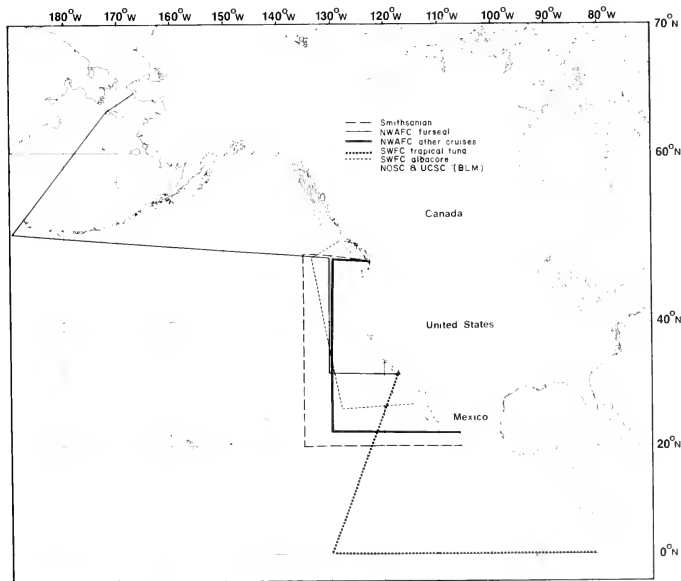 170°W 160°W 150°W 140°W 130°W 120°W 110°W 100°W 90°W 80°W 70°N
Smithsonian
NWAFC furseal
NWAFC other cruises
SWFC tropical tuna
SWFC albacore
NOSC & UCSC (BLM)
60°N
Canada
United States
40°N
Mexico
20°N
0°N